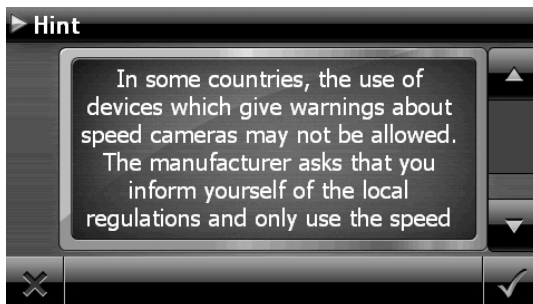 Hint
In some countries, the use of
devices which give warnings about
speed cameras may not be allowed.
The manufacturer asks that you
inform yourself of the local
regulations and only use the speed